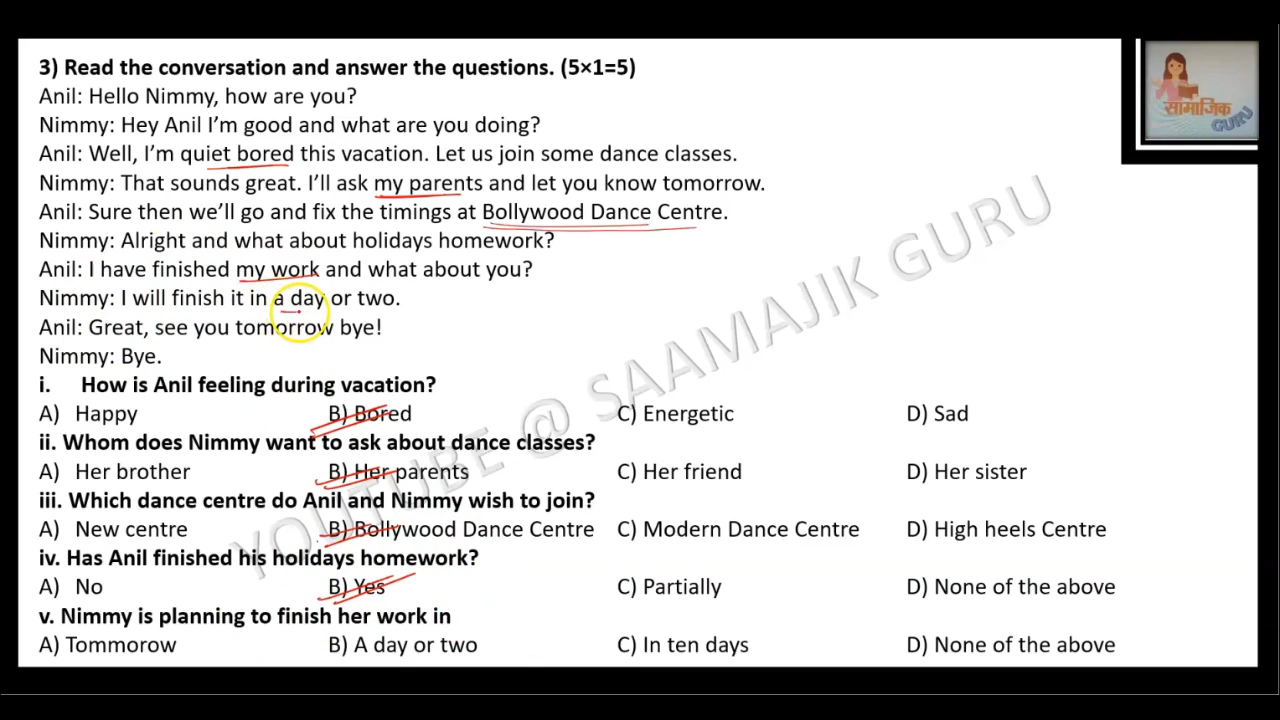 3) Read the conversation and answer the questions. (5×1=5)
Anil: Hello Nimmy, how are you?
Nimmy: Hey Anil I'm good and what are you doing?
Anil: Well, I'm quiet bored this vacation. Let us join some dance classes.
Nimmy: That sounds great. I'll ask my parents and let you know tomorrow.
Anil: Sure then we'll go and fix the timings at Bollywood Dance Centre.
Nimmy: Alright and what about holidays homework?
Anil: I have finished my work and what about you?
Nimmy: I will finish it in a day or two.
Anil: Great, see you tomorrow bye!
Nimmy: Bye.
i. How is Anil feeling during vacation?
A) Happy B) Bored C) Energetic D) Sad
ii. Whom does Nimmy want to ask about dance classes?
A) Her brother B) Her parents C) Her friend D) Her sister
iii. Which dance centre do Anil and Nimmy wish to join?
A) New centre B) Bollywood Dance Centre C) Modern Dance Centre D) High heels Centre
iv. Has Anil finished his holidays homework?
A) No B) Yes C) Partially D) None of the above
v. Nimmy is planning to finish her work in
A) Tommorow B) A day or two C) In ten days D) None of the above
YOUTUBE @ SAAMAJIK GURU
सामाजिक
GURU